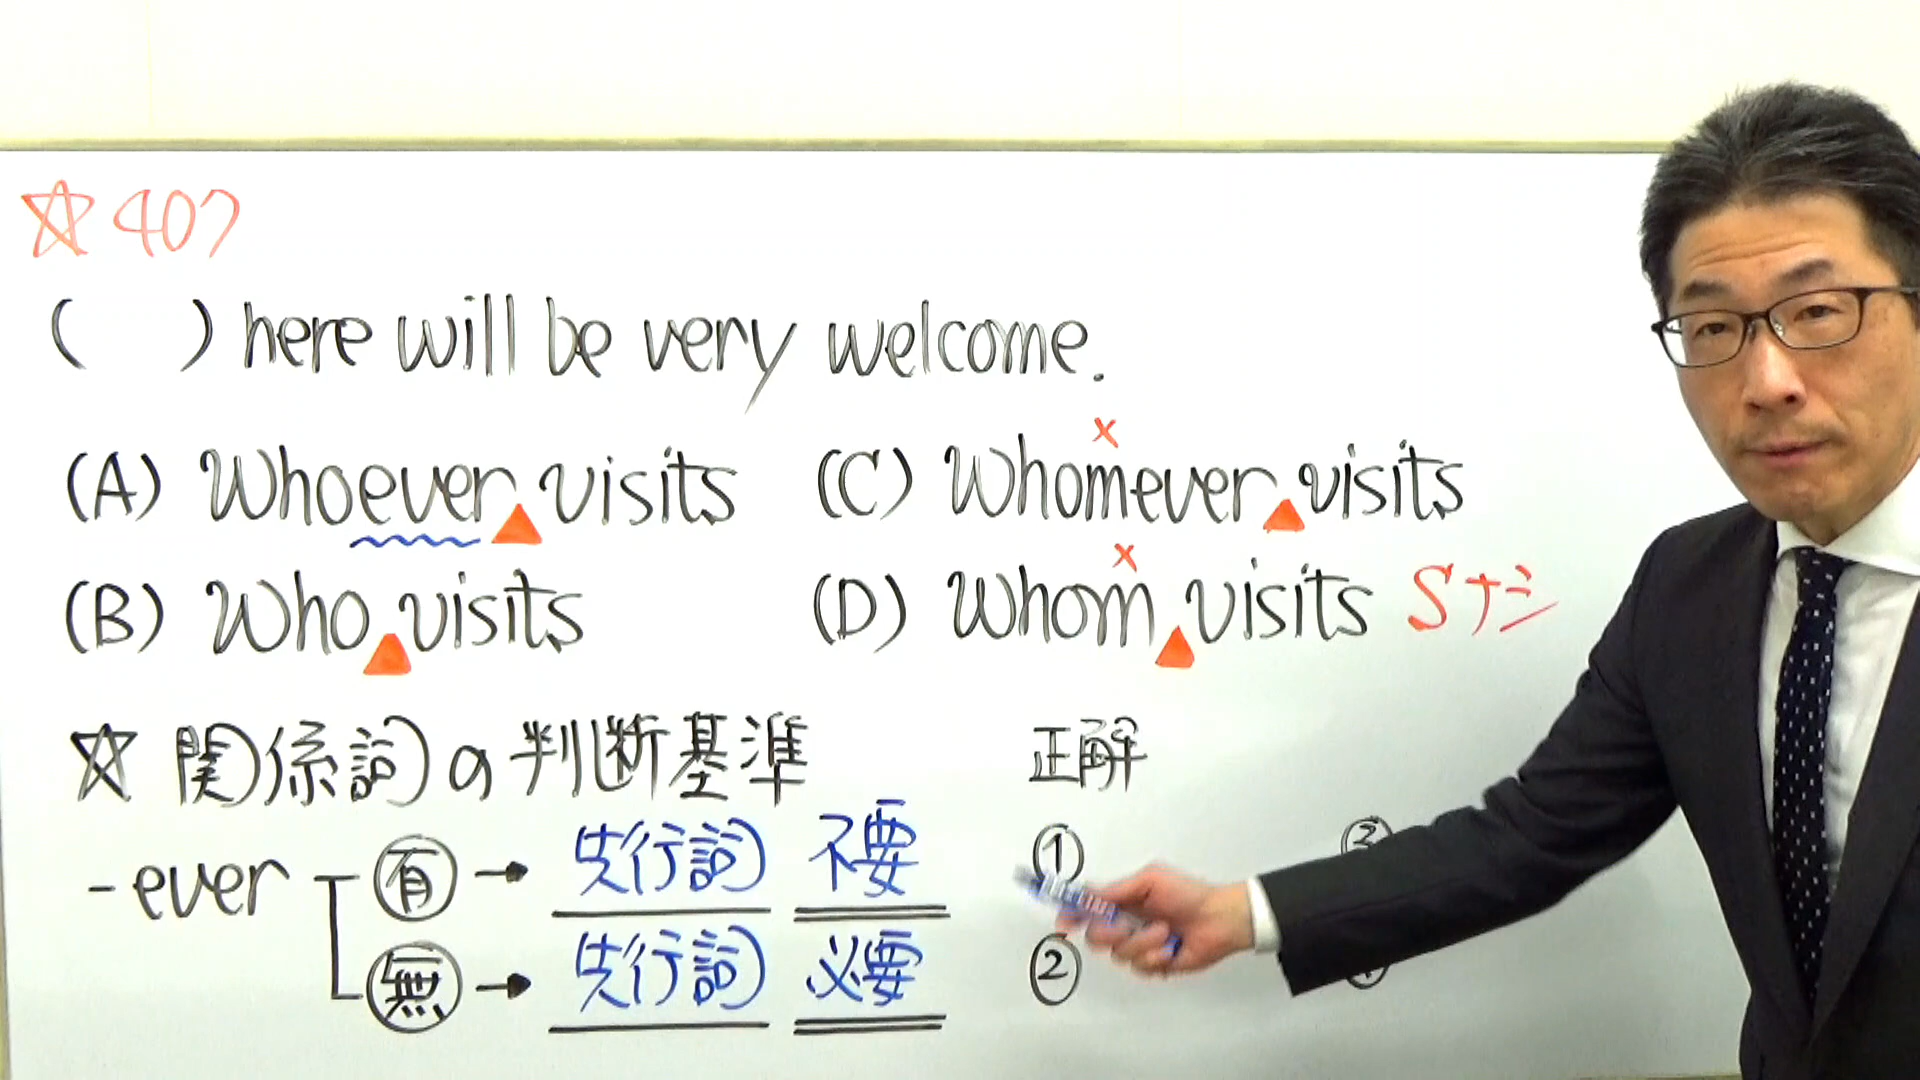 ☆407
( ) here will be very welcome.
×
(A) Whoever visits (C) Whomever visits
×
(B) Who visits (D) Whom visits Sナシ
☆ 関係詞の判断基準 正解
-ever 有 → 先行詞 不要 ①
無 → 先行詞 必要 ②